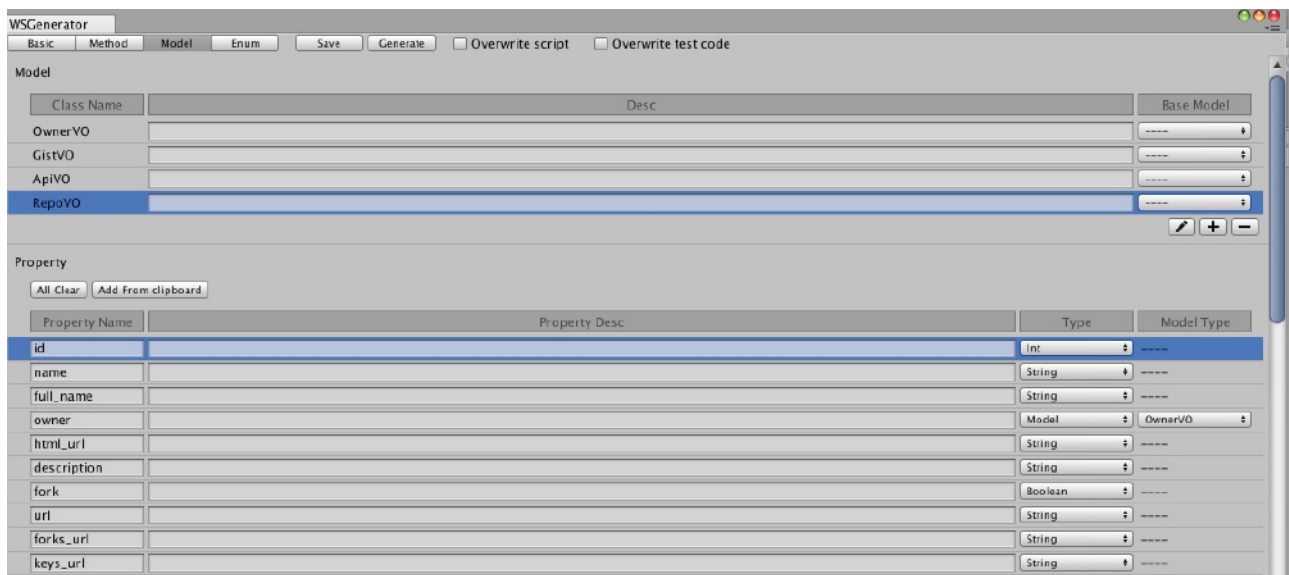 WSGenerator
Basic Method Model Enum Save Generate Overwrite script Overwrite test code
Model
Class Name Desc Base Model
OwnerVO ----
GistVO ----
ApiVO ----
RepoVO ----
Property
All Clear Add From clipboard
Property Name Property Desc Type Model Type
id Int ----
name String ----
full_name String ----
owner Model OwnerVO
html_url String ----
description String ----
fork Boolean ----
url String ----
forks_url String ----
keys_url String ----